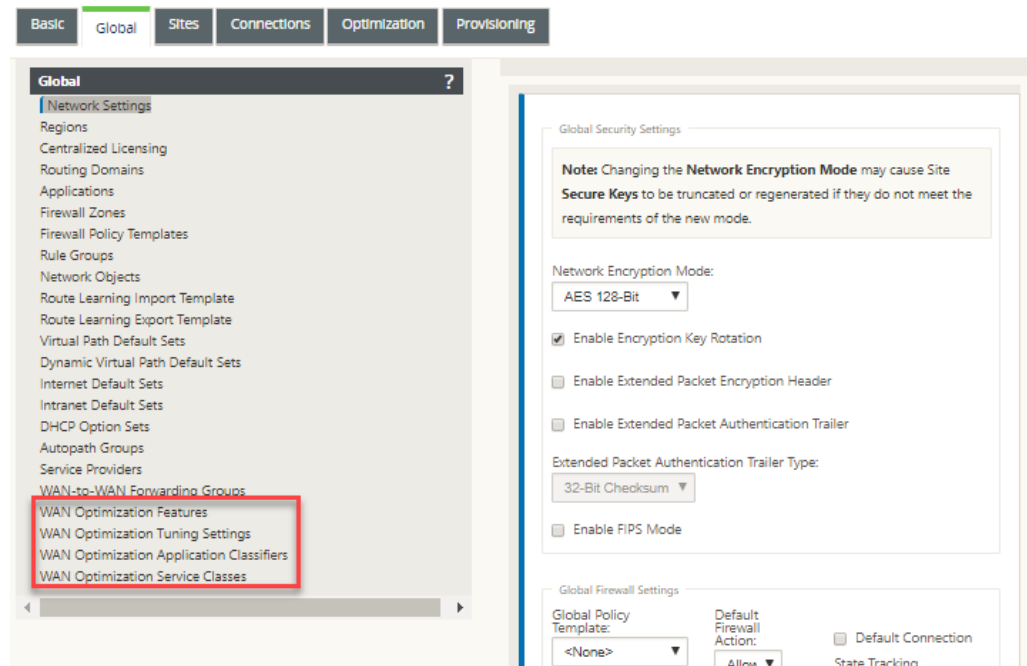 Basic Global Sites Connections Optimization Provisioning
Global ?
Network Settings
Regions
Centralized Licensing
Routing Domains
Applications
Firewall Zones
Firewall Policy Templates
Rule Groups
Network Objects
Route Learning Import Template
Route Learning Export Template
Virtual Path Default Sets
Dynamic Virtual Path Default Sets
Internet Default Sets
Intranet Default Sets
DHCP Option Sets
Autopath Groups
Service Providers
WAN-to-WAN Forwarding Groups
WAN Optimization Features
WAN Optimization Tuning Settings
WAN Optimization Application Classifiers
WAN Optimization Service Classes
Global Security Settings
Note: Changing the Network Encryption Mode may cause Site
Secure Keys to be truncated or regenerated if they do not meet the
requirements of the new mode.
Network Encryption Mode:
AES 128-Bit
Enable Encryption Key Rotation
Enable Extended Packet Encryption Header
Enable Extended Packet Authentication Trailer
Extended Packet Authentication Trailer Type:
32-Bit Checksum
Enable FIPS Mode
Global Firewall Settings
Global Policy
Template:
<None>
Default
Firewall
Action:
Allow
Default Connection
State Tracking